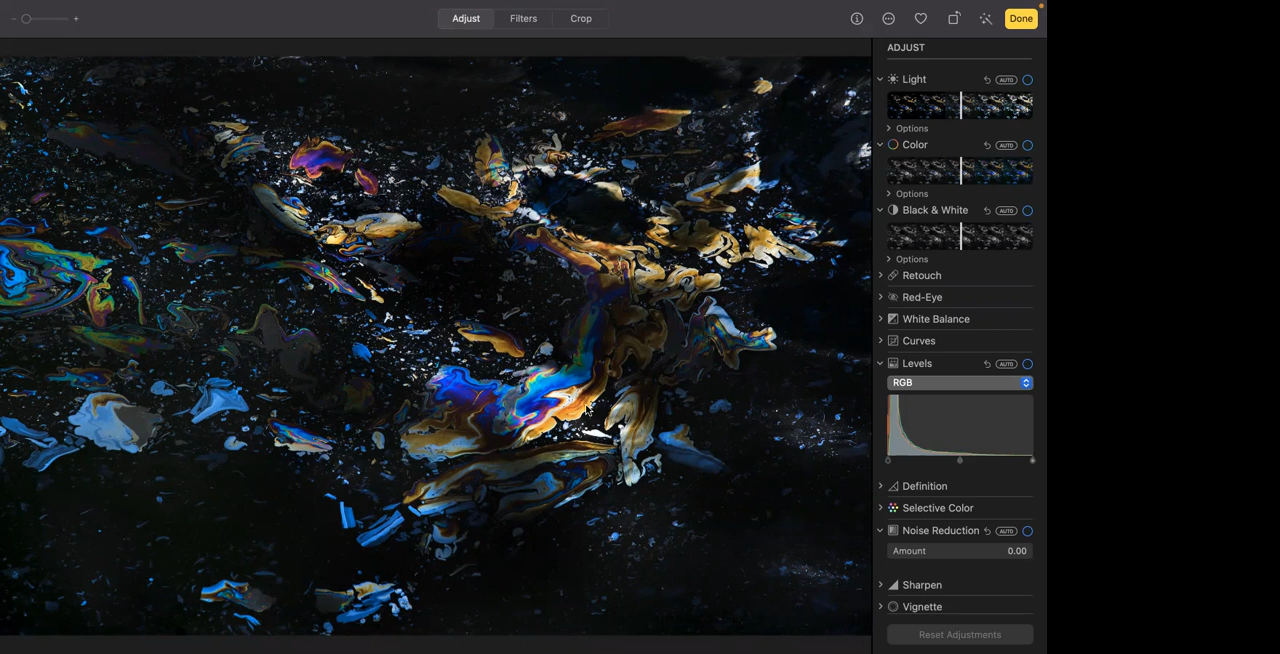 Adjust
Filters
Crop
Done
ADJUST
Light
AUTO
Options
Color
AUTO
Options
Black & White
AUTO
Options
Retouch
Red-Eye
White Balance
Curves
Levels
AUTO
RGB
Definition
Selective Color
Noise Reduction
AUTO
Amount 0.00
Sharpen
Vignette
Reset Adjustments